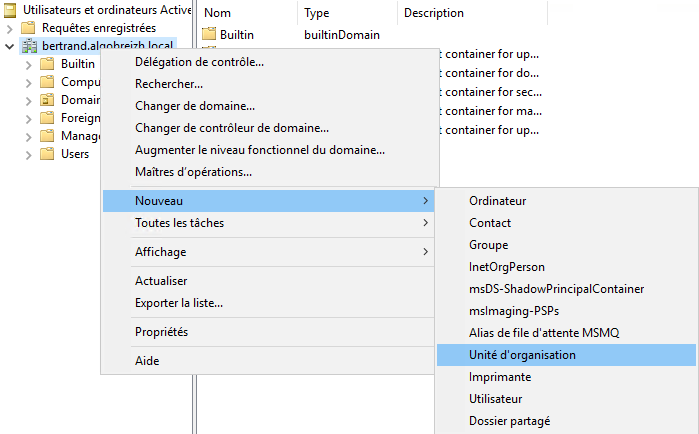 Utilisateurs et ordinateurs Active
Requêtes enregistrées
bertrand.algobreizh.local
Builtin
Compu
Domain
Foreign
Manage
Users
Nom Type Description
Builtin builtinDomain
t container for up...
t container for do...
t container for sec...
t container for ma...
t container for up...
Délégation de contrôle...
Rechercher...
Changer de domaine...
Changer de contrôleur de domaine...
Augmenter le niveau fonctionnel du domaine...
Maîtres d'opérations...
Nouveau
Toutes les tâches
Affichage
Actualiser
Exporter la liste...
Propriétés
Aide
Ordinateur
Contact
Groupe
InetOrgPerson
msDS-ShadowPrincipalContainer
msImaging-PSPs
Alias de file d'attente MSMQ
Unité d'organisation
Imprimante
Utilisateur
Dossier partagé